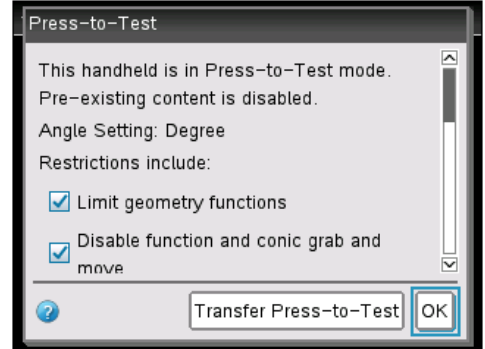 Press-to-Test
This handheld is in Press-to-Test mode.
Pre-existing content is disabled.
Angle Setting: Degree
Restrictions include:
Limit geometry functions
Disable function and conic grab and
move
Transfer Press-to-Test
OK